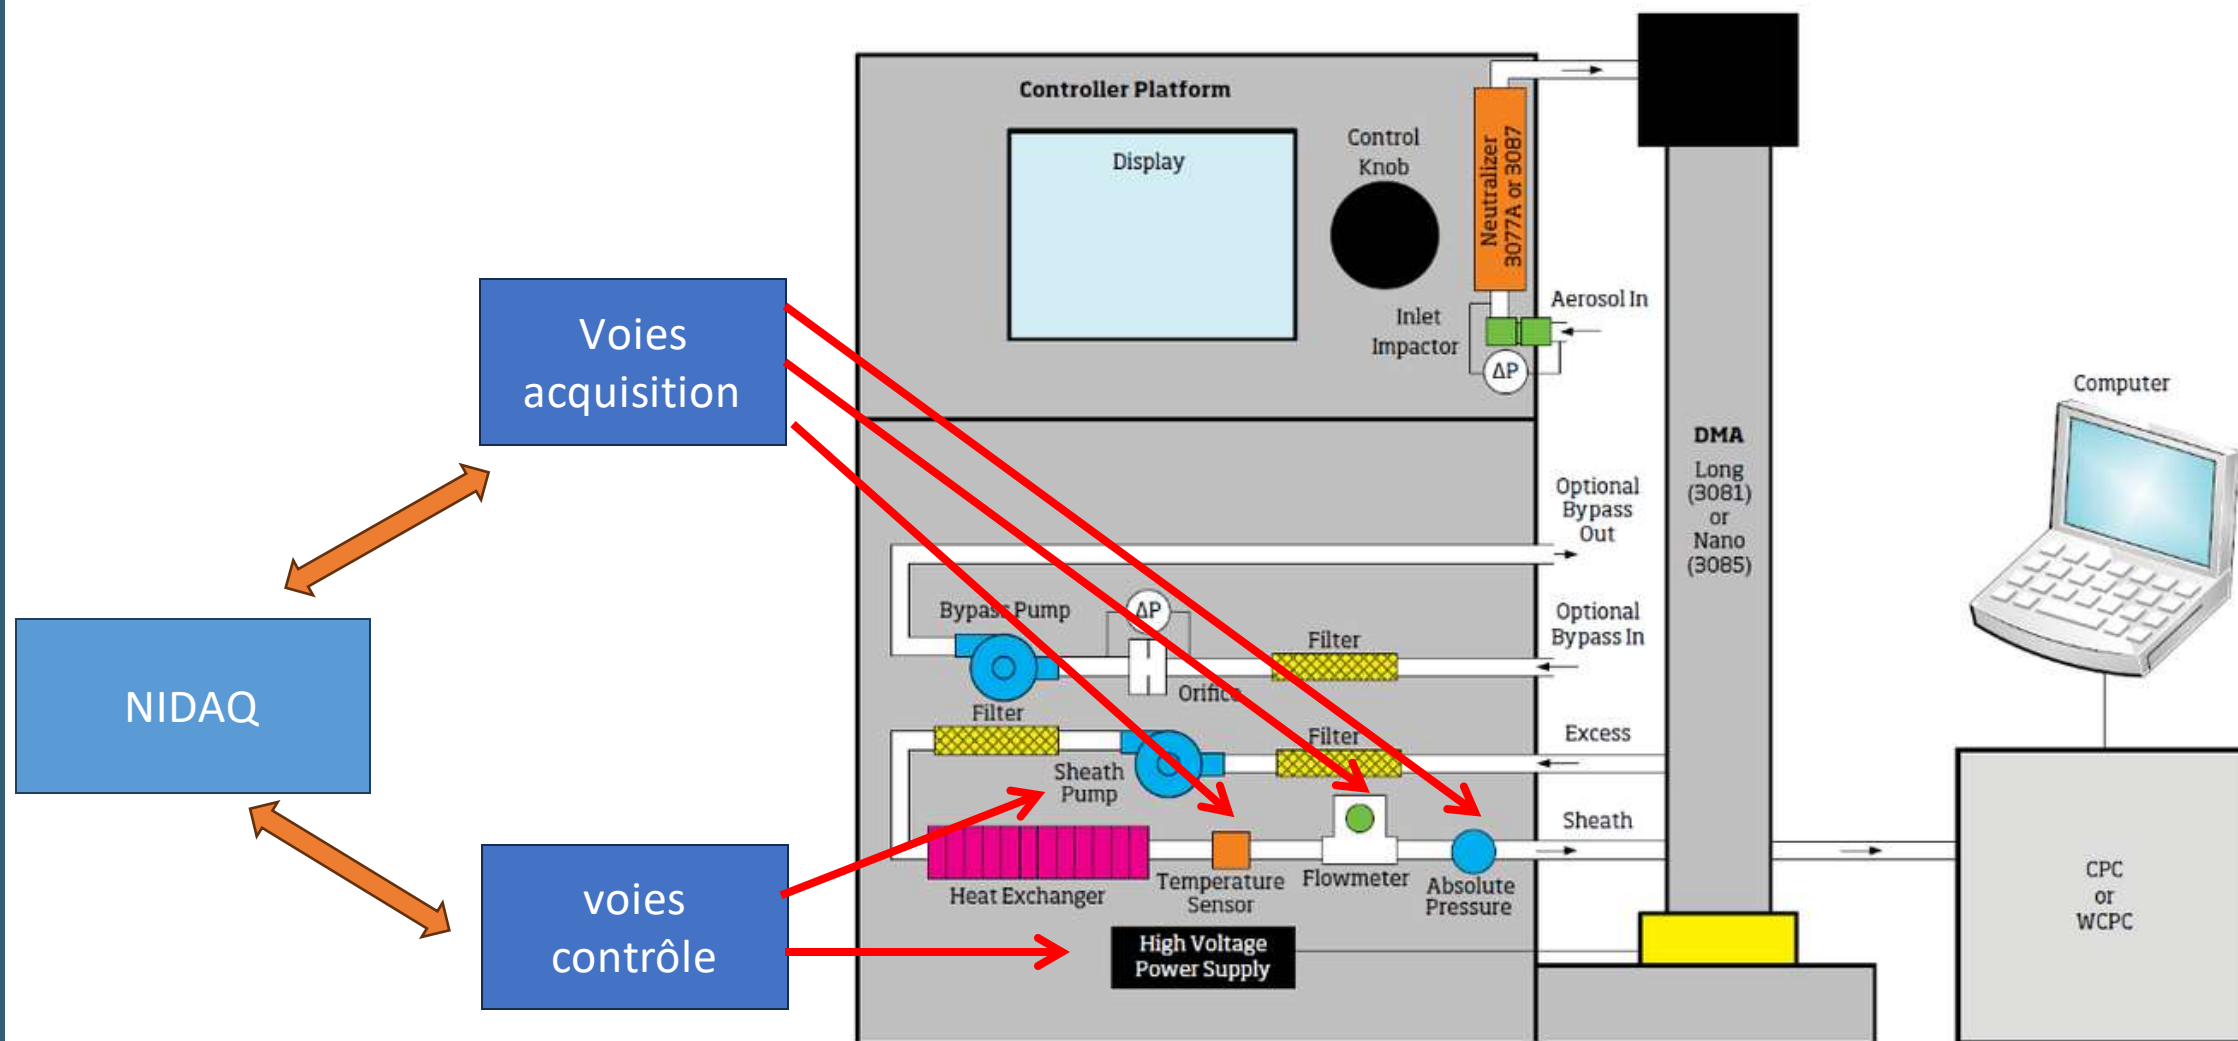 Controller Platform
Display
Control
Knob
Neutralizer
3077A or 3087
Aerosol In
Inlet
Impactor
ΔP
Voies
acquisition
Computer
DMA
Long
(3081)
or
Nano
(3085)
Optional
Bypass
Out
Bypass Pump
ΔP
Filter
Optional
Bypass In
Orifice
NIDAQ
Filter
Filter
Excess
Sheath
Pump
Sheath
Heat Exchanger
Temperature
Sensor
Flowmeter
Absolute
Pressure
voies
contrôle
High Voltage
Power Supply
CPC
or
WCPC